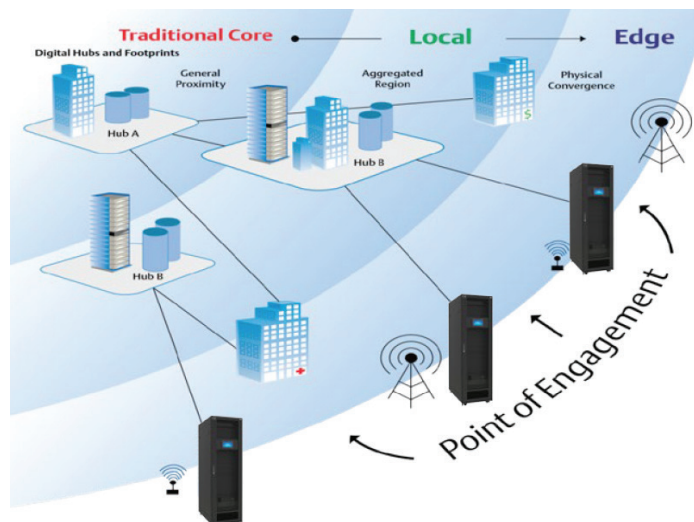 Traditional Core
Local
Edge
Digital Hubs and Footprints
General
Proximity
Aggregated
Region
Physical
Convergence
$
Hub A
Hub B
Hub B
Point of Engagement